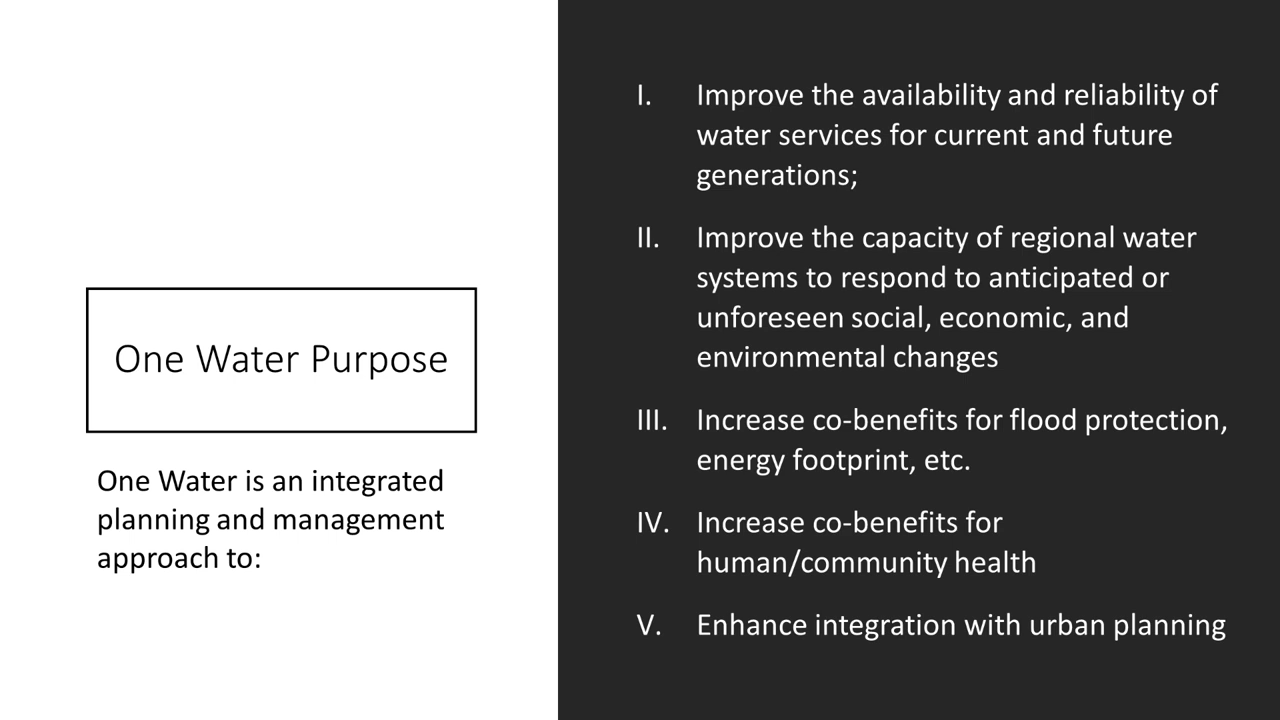 One Water Purpose
One Water is an integrated
planning and management
approach to:
I. Improve the availability and reliability of
water services for current and future
generations;
II. Improve the capacity of regional water
systems to respond to anticipated or
unforeseen social, economic, and
environmental changes
III. Increase co-benefits for flood protection,
energy footprint, etc.
IV. Increase co-benefits for
human/community health
V. Enhance integration with urban planning